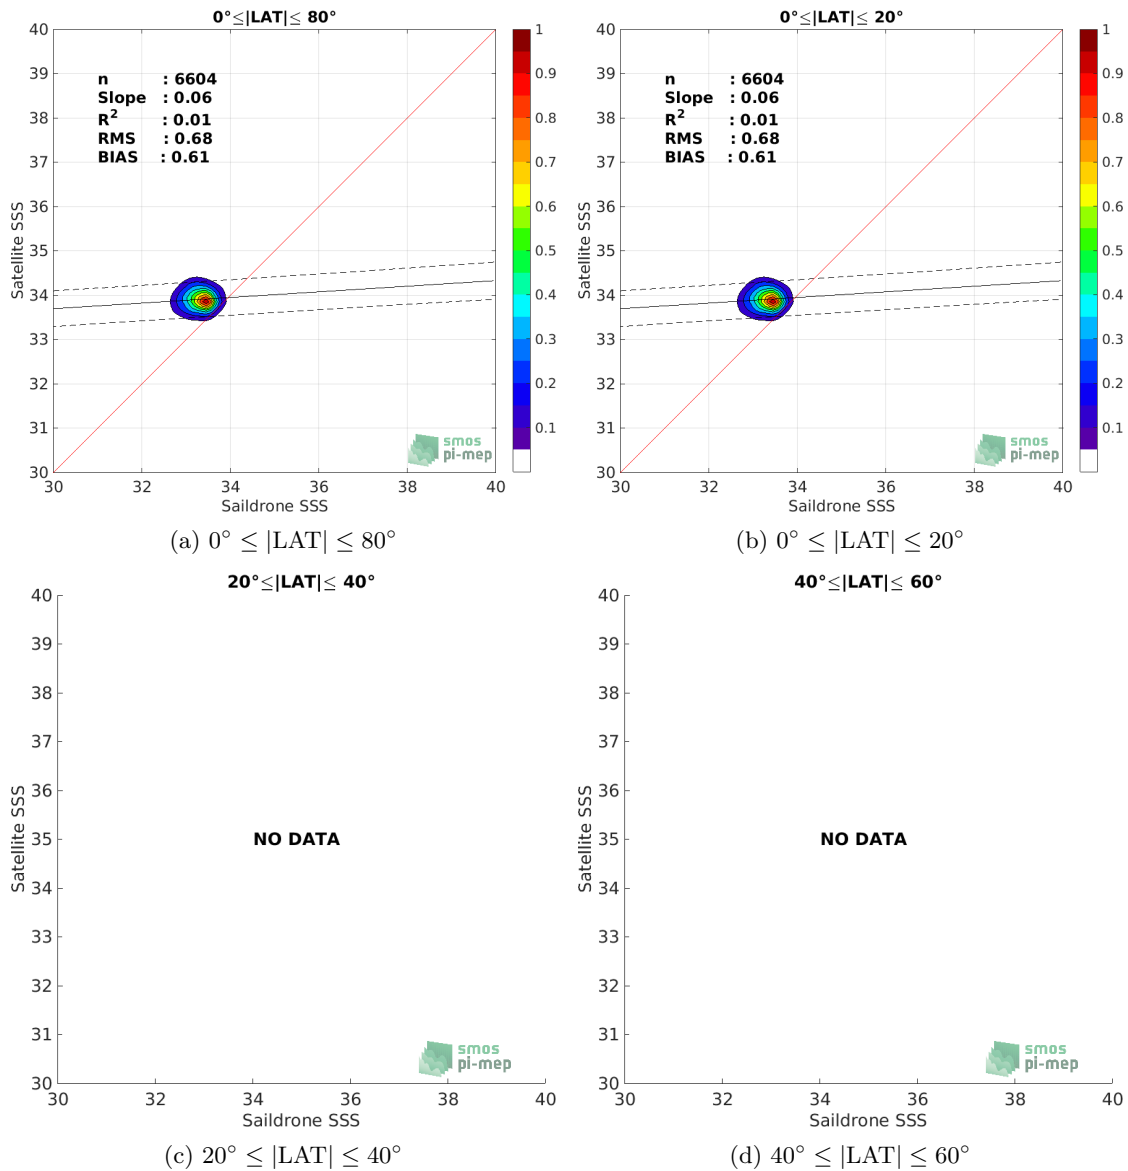 0°≤|LAT|≤ 80°
40
39
38
37
36
35
34
33
32
31
30
Satellite SSS
n : 6604
Slope : 0.06
R² : 0.01
RMS : 0.68
BIAS : 0.61
smos
pi-mep
30 32 34 36 38 40
Saildrone SSS
1
0.9
0.8
0.7
0.6
0.5
0.4
0.3
0.2
0.1
(a) 0° ≤ |LAT| ≤ 80°
0°≤|LAT|≤ 20°
40
39
38
37
36
35
34
33
32
31
30
Satellite SSS
n : 6604
Slope : 0.06
R² : 0.01
RMS : 0.68
BIAS : 0.61
smos
pi-mep
30 32 34 36 38 40
Saildrone SSS
1
0.9
0.8
0.7
0.6
0.5
0.4
0.3
0.2
0.1
(b) 0° ≤ |LAT| ≤ 20°
20°≤|LAT|≤ 40°
40
39
38
37
36
35
34
33
32
31
30
Satellite SSS
NO DATA
smos
pi-mep
30 32 34 36 38 40
Saildrone SSS
(c) 20° ≤ |LAT| ≤ 40°
40°≤|LAT|≤ 60°
40
39
38
37
36
35
34
33
32
31
30
Satellite SSS
NO DATA
smos
pi-mep
30 32 34 36 38 40
Saildrone SSS
(d) 40° ≤ |LAT| ≤ 60°